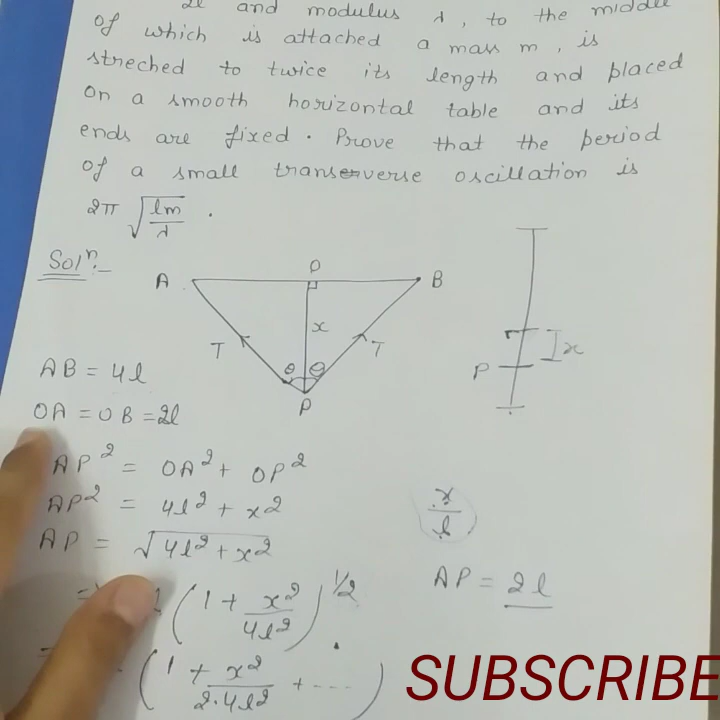 2l and modulus λ, to the middle
of which is attached a mass m, is
streched to twice its length and placed
on a smooth horizontal table and its
ends are fixed. Prove that the period
of a small transverse oscillation is
2π √(lm/λ) .
Solⁿ:-
A O B
x
T θ θ T
P
P x
AB = 4l
OA = OB = 2l
AP² = OA² + OP²
AP² = 4l² + x²
AP = √(4l² + x²)
(1 + x²/4l²)^1/2
AP = 2l
(1 + x²/2·4l² + ----)
SUBSCRIBE